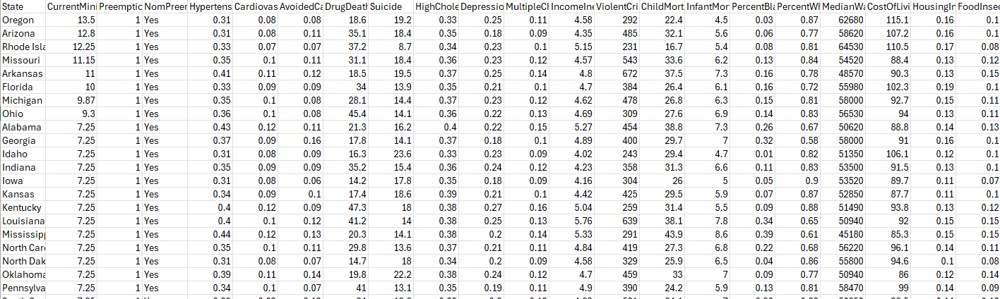 State CurrentMini Preemptio NomPreer Hypertens Cardiovas AvoidedCa DrugDeatl Suicide HighChole Depressio MultipleCl IncomeIne ViolentCri ChildMort InfantMor PercentBla PercentWl MedianWa CostOfLivi HousingIn FoodInsec
Oregon 13.5 1 Yes 0.31 0.08 0.08 18.6 19.2 0.33 0.25 0.11 4.58 292 22.4 4.5 0.03 0.87 62680 115.1 0.16 0.1
Arizona 12.8 1 Yes 0.31 0.08 0.11 35.1 18.4 0.35 0.18 0.09 4.35 485 32.1 5.6 0.06 0.77 58620 107.2 0.16 0.1
Rhode Isla 12.25 1 Yes 0.33 0.07 0.07 37.2 8.7 0.34 0.23 0.1 5.15 231 16.7 5.4 0.08 0.81 64530 110.5 0.17 0.08
Missouri 11.15 1 Yes 0.35 0.1 0.11 31.1 18.4 0.36 0.23 0.12 4.57 543 33.6 6.2 0.13 0.84 54520 88.4 0.13 0.12
Arkansas 11 1 Yes 0.41 0.11 0.12 18.5 19.5 0.37 0.25 0.14 4.8 672 37.5 7.3 0.16 0.78 48570 90.3 0.13 0.15
Florida 10 1 Yes 0.33 0.09 0.09 34 13.9 0.35 0.21 0.1 4.7 384 26.4 6.1 0.16 0.72 55980 102.3 0.19 0.1
Michigan 9.87 1 Yes 0.35 0.1 0.08 28.1 14.4 0.37 0.23 0.12 4.62 478 26.8 6.3 0.15 0.81 58000 92.7 0.15 0.11
Ohio 9.3 1 Yes 0.36 0.1 0.08 45.4 14.1 0.36 0.22 0.13 4.69 309 27.6 6.9 0.14 0.83 56530 94 0.13 0.11
Alabama 7.25 1 Yes 0.43 0.12 0.11 21.3 16.2 0.4 0.22 0.15 5.27 454 38.8 7.3 0.26 0.67 50620 88.8 0.14 0.13
Georgia 7.25 1 Yes 0.37 0.09 0.16 17.8 14.1 0.37 0.18 0.1 4.89 400 29.7 7 0.32 0.58 58000 91 0.16 0.1
Idaho 7.25 1 Yes 0.31 0.08 0.09 16.3 23.6 0.33 0.23 0.09 4.02 243 29.4 4.7 0.01 0.82 51350 106.1 0.12 0.1
Indiana 7.25 1 Yes 0.35 0.09 0.09 35.2 15.4 0.36 0.24 0.12 4.23 358 31.3 6.6 0.11 0.83 53500 91.5 0.13 0.1
Iowa 7.25 1 Yes 0.31 0.08 0.06 14.2 17.8 0.35 0.18 0.09 4.16 304 26 5 0.05 0.9 53520 89.7 0.11 0.07
Kansas 7.25 1 Yes 0.34 0.09 0.1 17.4 18.6 0.39 0.21 0.1 4.42 425 29.5 5.9 0.07 0.87 52850 87.7 0.11 0.1
Kentucky 7.25 1 Yes 0.4 0.12 0.09 47.3 18 0.38 0.27 0.16 5.04 259 31.4 5.5 0.09 0.88 51490 93.8 0.13 0.12
Louisiana 7.25 1 Yes 0.4 0.1 0.12 41.2 14 0.38 0.25 0.13 5.76 639 38.1 7.8 0.34 0.65 50940 92 0.15 0.15
Mississipp 7.25 1 Yes 0.44 0.12 0.13 20.3 14.1 0.38 0.2 0.14 5.33 291 43.9 8.6 0.39 0.61 45180 85.3 0.15 0.15
North Car 7.25 1 Yes 0.35 0.1 0.11 29.8 13.6 0.37 0.21 0.11 4.84 419 27.3 6.8 0.22 0.68 56220 96.1 0.14 0.11
North Dak 7.25 1 Yes 0.31 0.08 0.07 14.7 18 0.34 0.2 0.09 4.58 329 25.9 6.5 0.04 0.86 55800 94.6 0.1 0.08
Oklahoma 7.25 1 Yes 0.39 0.11 0.14 19.8 22.2 0.38 0.24 0.12 4.7 459 33 7 0.09 0.77 50940 86 0.12 0.14
Pennsylva 7.25 1 Yes 0.34 0.1 0.07 41 13.1 0.35 0.19 0.11 4.9 390 24.2 5.9 0.13 0.81 58470 99 0.14 0.09